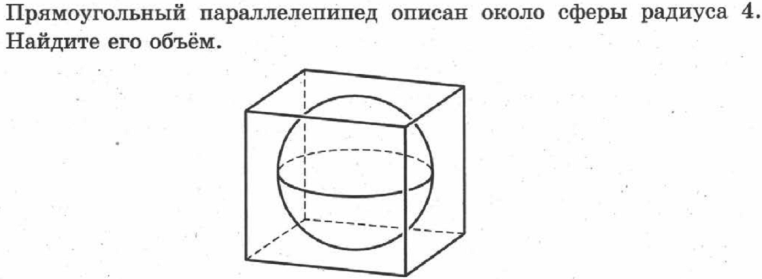 Прямоугольный параллелепипед описан около сферы радиуса 4.
Найдите его объём.